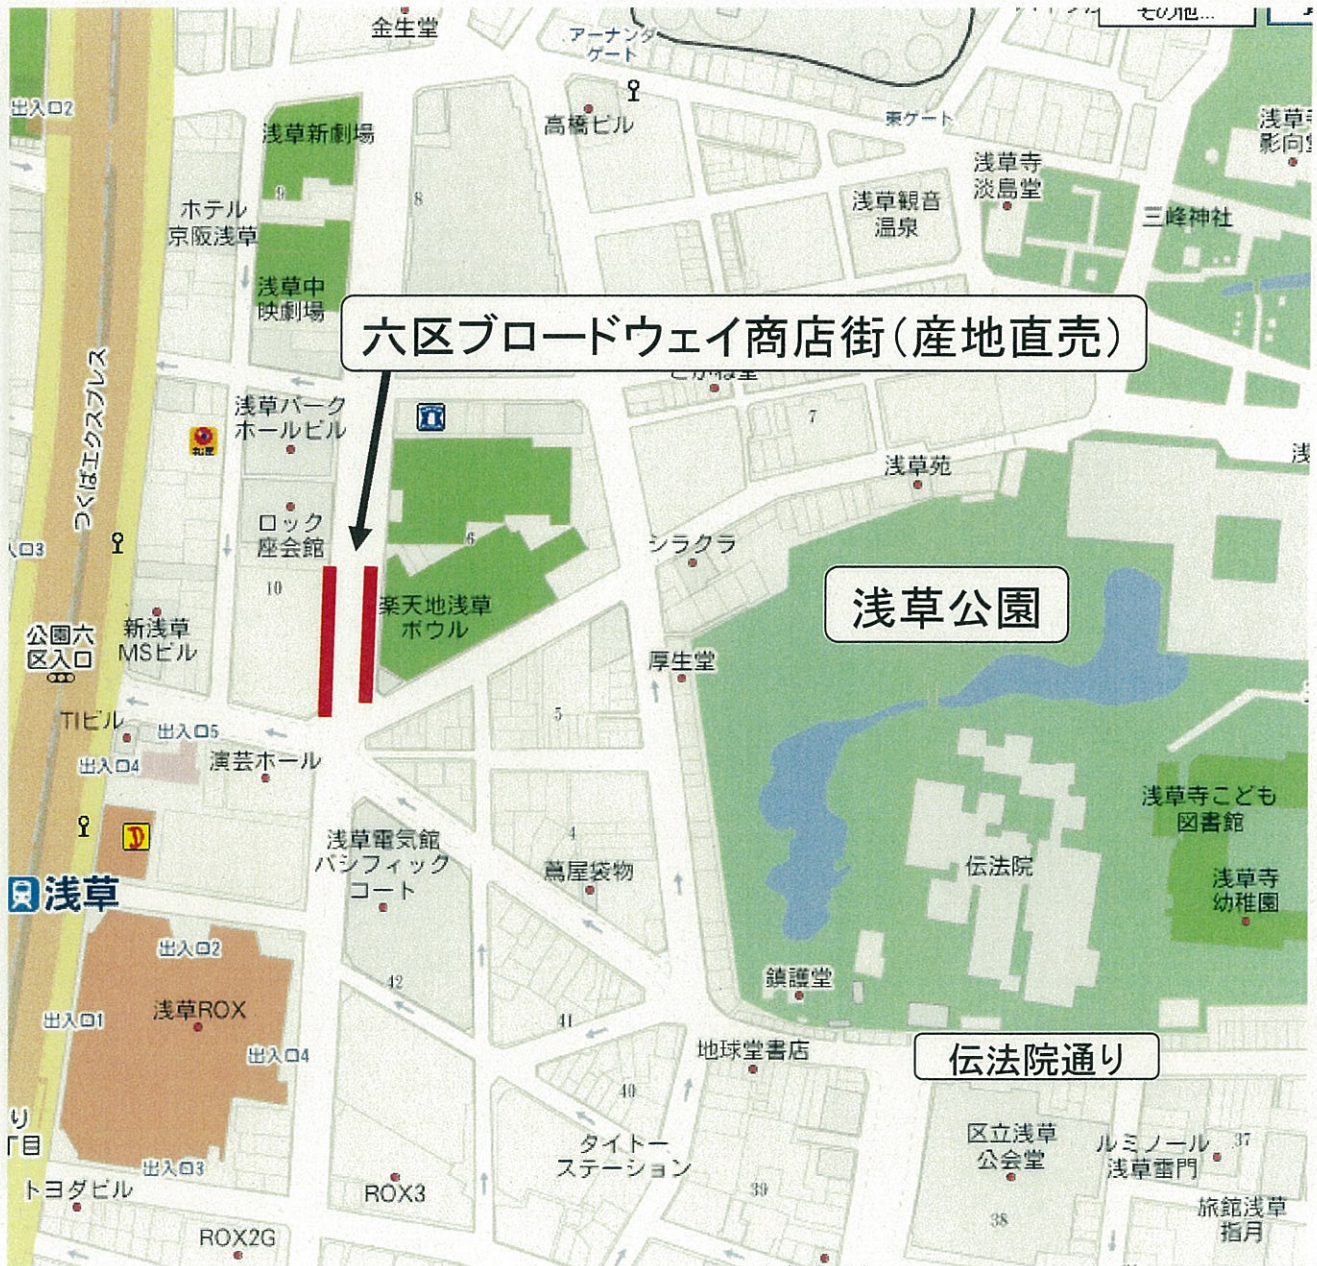 金生堂
アーナンダ
ゲート
その他...
出入口2
浅草新劇場
高橋ビル
東ゲート
浅草寺
影向
9
8
浅草寺
淡島堂
ホテル
京阪浅草
浅草観音
温泉
三峰神社
浅草中
映劇場
六区ブロードウェイ商店街(産地直売)
つくばエクスプレス
浅草パーク
ホールビル
7
浅草苑
浅
ロック
座会館
6
シラクラ
入口3
10
楽天地浅草
ボウル
浅草公園
新浅草
MSビル
公園六
区入口
厚生堂
TIビル
出入口5
5
出入口4
演芸ホール
浅草寺こども
図書館
浅草電気館
パシフィック
コート
4
蔦屋袋物
伝法院
浅草寺
幼稚園
浅草
出入口2
鎮護堂
42
浅草ROX
出入口1
41
出入口4
地球堂書店
伝法院通り
40
り
丁目
タイトー
ステーション
区立浅草
公会堂
ルミノール
浅草雷門
37
出入口3
トヨダビル
ROX3
39
38
旅館浅草
指月
ROX2G